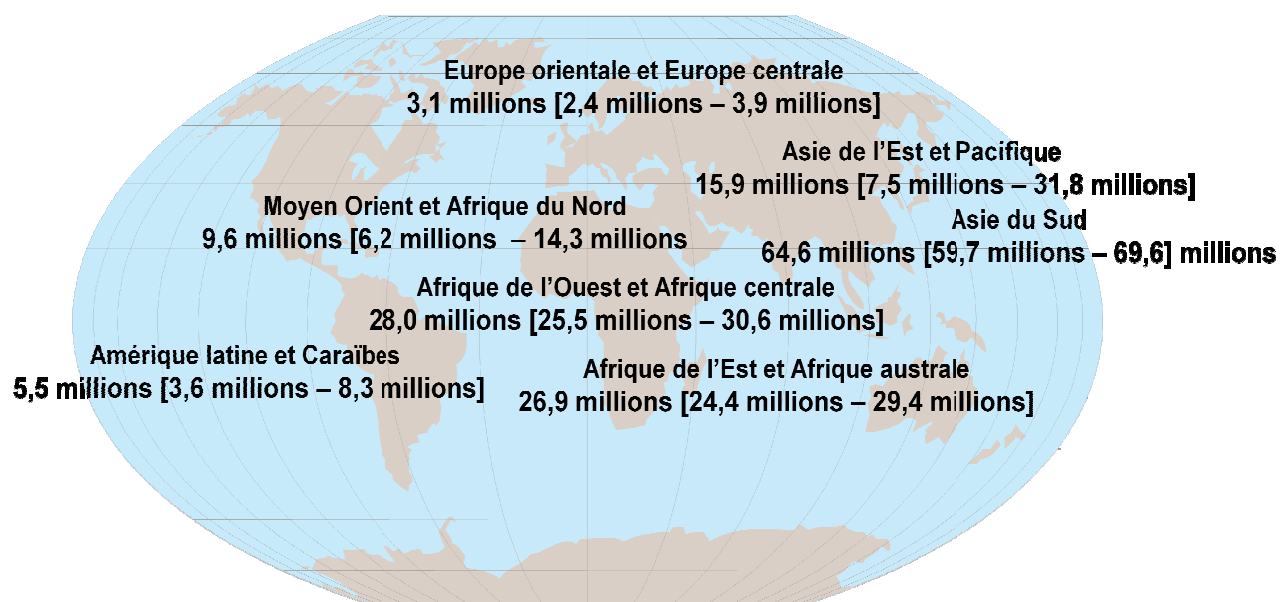 Europe orientale et Europe centrale
3,1 millions [2,4 millions – 3,9 millions]
Asie de l’Est et Pacifique
15,9 millions [7,5 millions – 31,8 millions]
Moyen Orient et Afrique du Nord
9,6 millions [6,2 millions – 14,3 millions
Asie du Sud
64,6 millions [59,7 millions – 69,6] millions
Afrique de l’Ouest et Afrique centrale
28,0 millions [25,5 millions – 30,6 millions]
Amérique latine et Caraïbes
5,5 millions [3,6 millions – 8,3 millions]
Afrique de l’Est et Afrique australe
26,9 millions [24,4 millions – 29,4 millions]